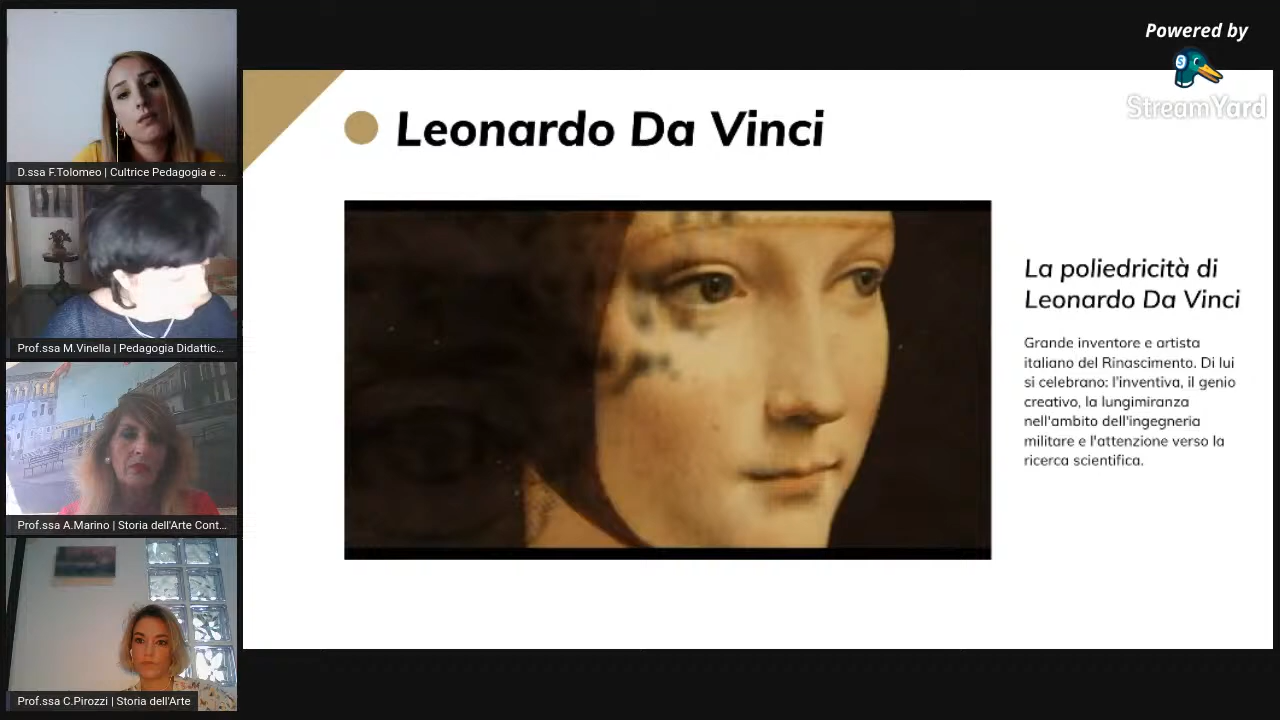 Powered by
StreamYard
D.ssa F.Tolomeo | Cultrice Pedagogia e ...
Prof.ssa M.Vinella | Pedagogia Didattic...
Prof.ssa A.Marino | Storia dell'Arte Cont...
Prof.ssa C.Pirozzi | Storia dell'Arte
Leonardo Da Vinci
La poliedricità di
Leonardo Da Vinci
Grande inventore e artista
italiano del Rinascimento. Di lui
si celebrano: l'inventiva, il genio
creativo, la lungimiranza
nell'ambito dell'ingegneria
militare e l'attenzione verso la
ricerca scientifica.